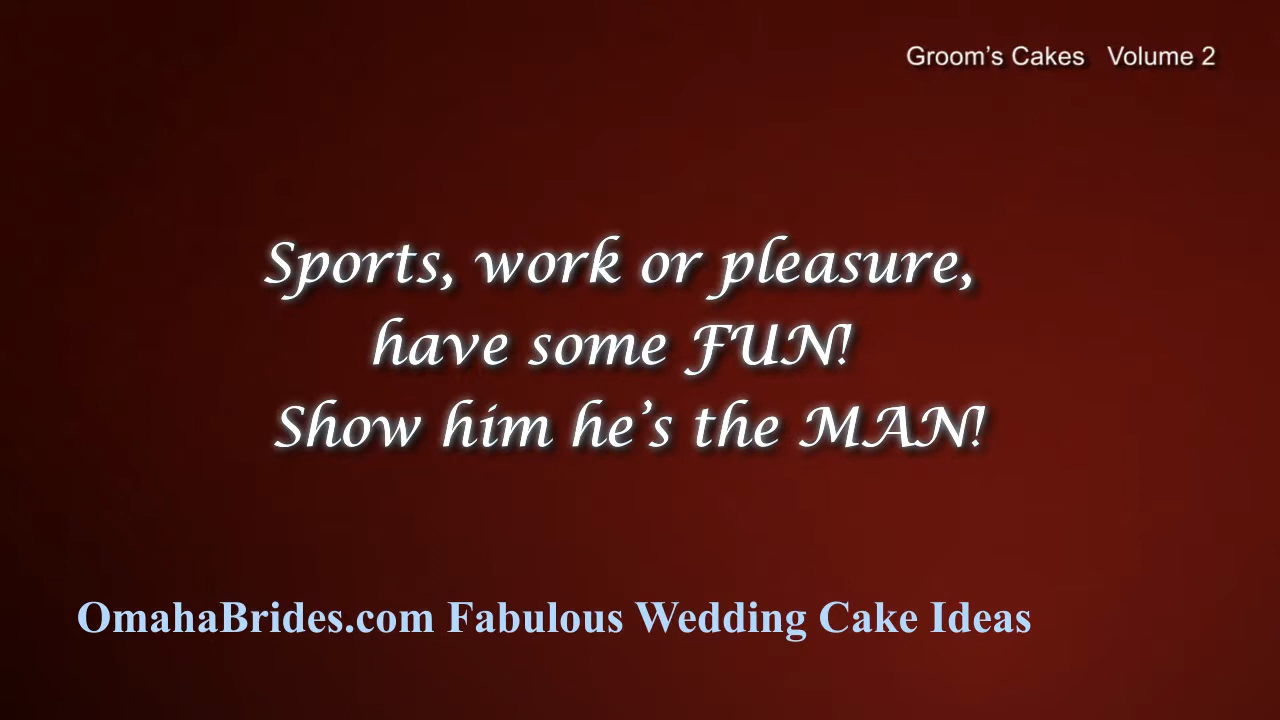 Groom’s Cakes Volume 2
Sports, work or pleasure,
have some FUN!
Show him he’s the MAN!
OmahaBrides.com Fabulous Wedding Cake Ideas